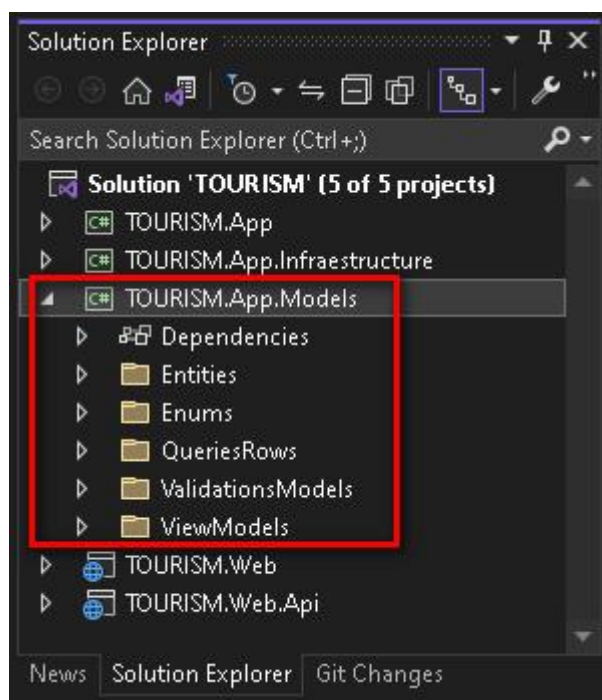 Solution Explorer
Search Solution Explorer (Ctrl+;)
Solution 'TOURISM' (5 of 5 projects)
C# TOURISM.App
C# TOURISM.App.Infraestructure
C# TOURISM.App.Models
Dependencies
Entities
Enums
QueriesRows
ValidationsModels
ViewModels
TOURISM.Web
TOURISM.Web.Api
News Solution Explorer Git Changes